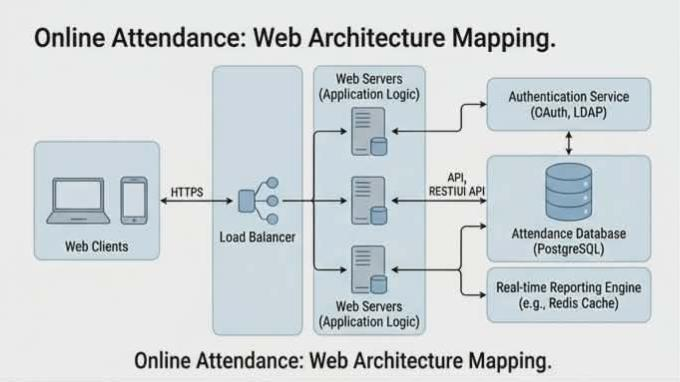 Online Attendance: Web Architecture Mapping.
Web Servers
(Application Logic)
Authentication Service
(OAuth, LDAP)
HTTPS
API,
RESTIUI API
Web Clients
Load Balancer
Attendance Database
(PostgreSQL)
Real-time Reporting Engine
(e.g., Redis Cache)
Web Servers
(Application Logic)
Online Attendance: Web Architecture Mapping.